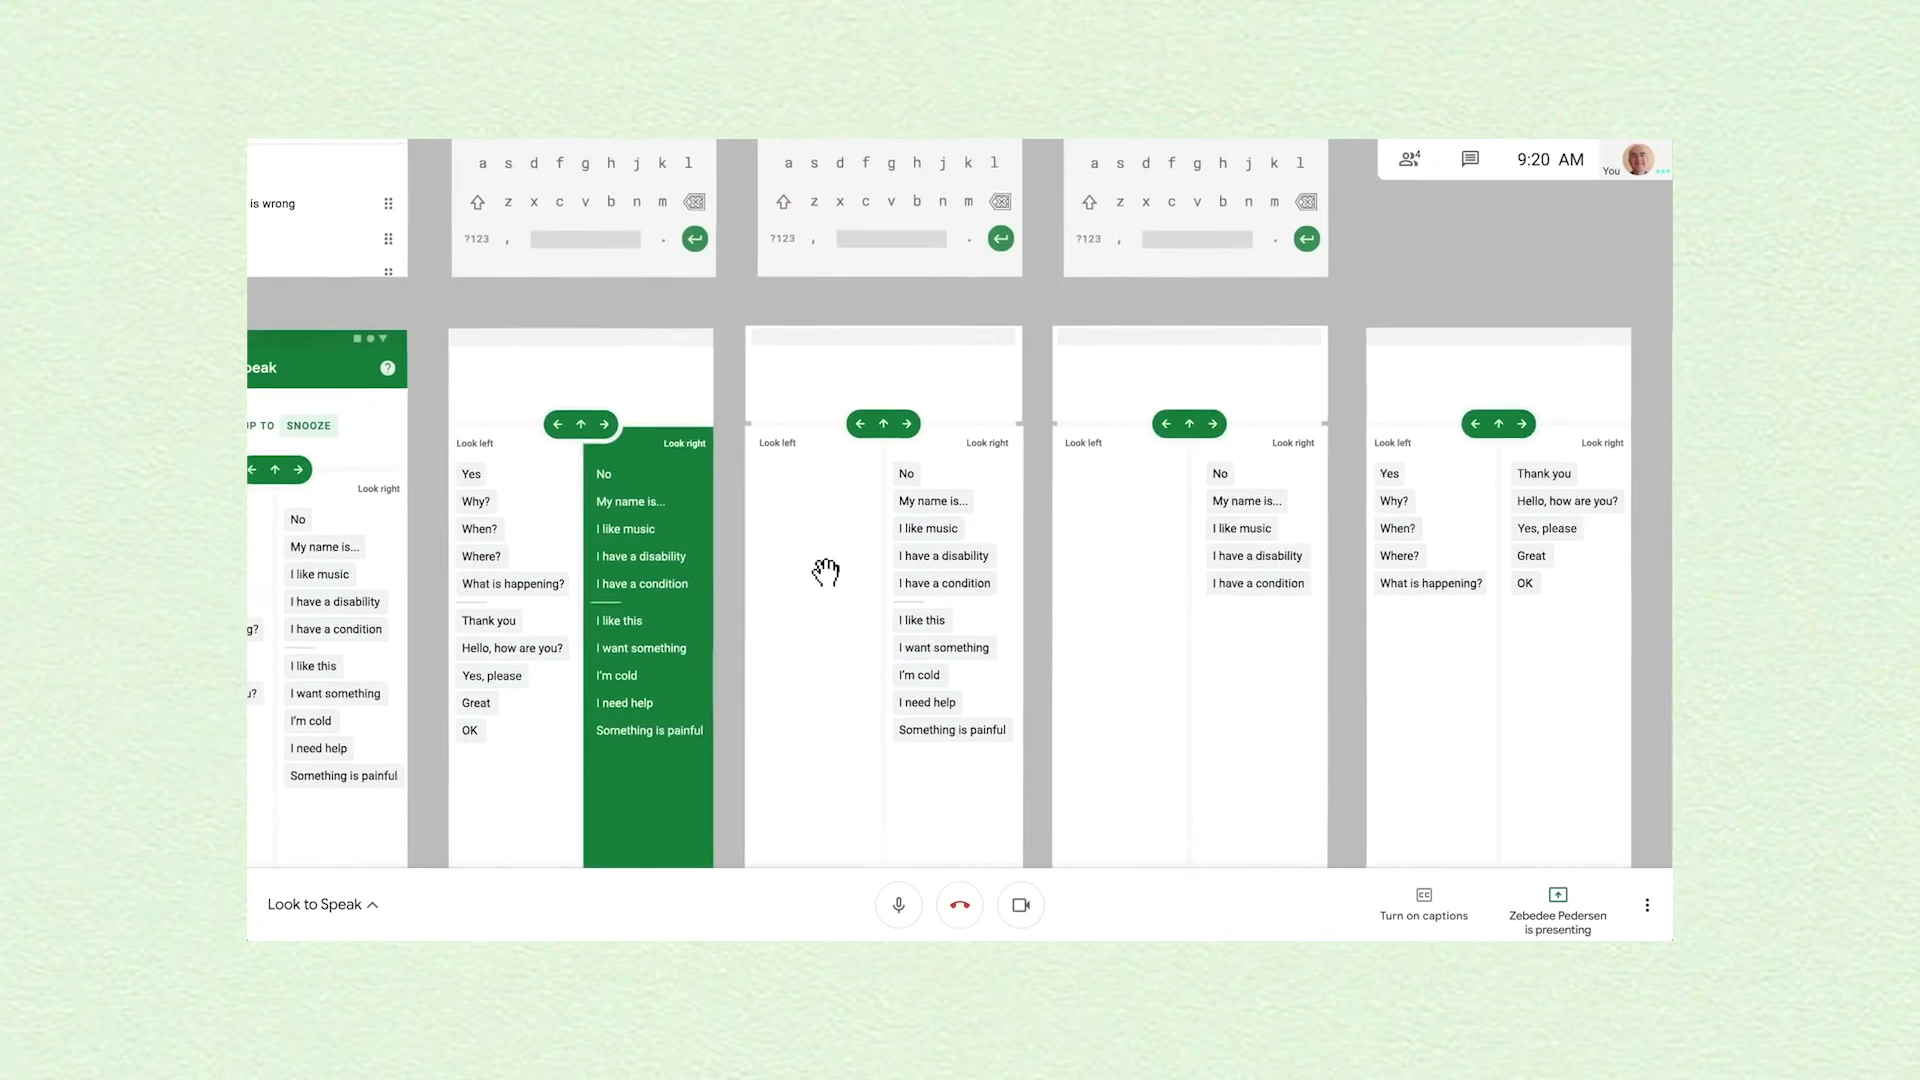 a s d f g h j k l
a s d f g h j k l
a s d f g h j k l
4
9:20 AM
You
is wrong
z x c v b n m
z x c v b n m
z x c v b n m
?123 , .
?123 , .
?123 , .
eak
?
UP TO SNOOZE
Look right
No
My name is...
I like music
I have a disability
g?
I have a condition
I like this
u?
I want something
I'm cold
I need help
Something is painful
Look left
Yes
Why?
When?
Where?
What is happening?
Thank you
Hello, how are you?
Yes, please
Great
OK
Look right
No
My name is...
I like music
I have a disability
I have a condition
I like this
I want something
I'm cold
I need help
Something is painful
Look left
Look right
No
My name is...
I like music
I have a disability
I have a condition
I like this
I want something
I'm cold
I need help
Something is painful
Look left
Look right
No
My name is...
I like music
I have a disability
I have a condition
Look left
Yes
Why?
When?
Where?
What is happening?
Look right
Thank you
Hello, how are you?
Yes, please
Great
OK
Look to Speak
CC
Turn on captions
Zebedee Pedersen
is presenting